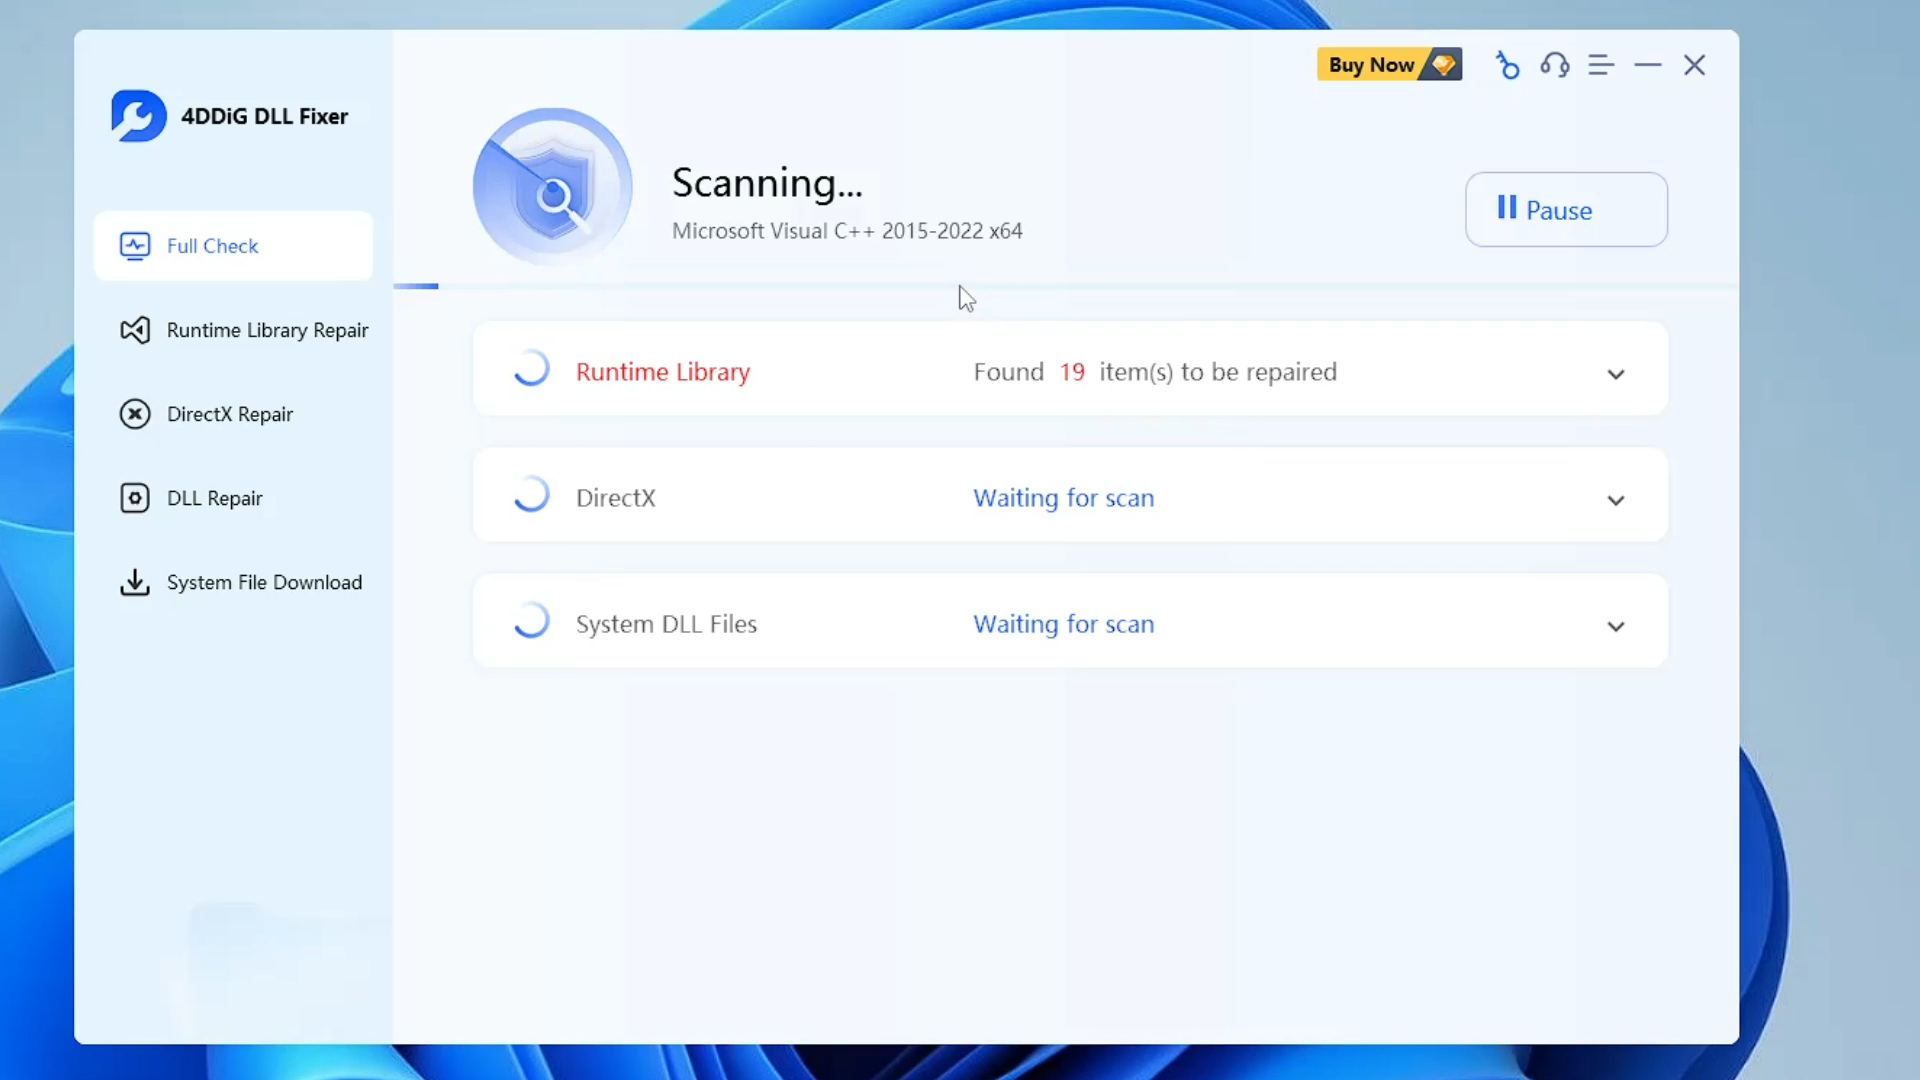 4DDiG DLL Fixer
Buy Now
Full Check
Runtime Library Repair
DirectX Repair
DLL Repair
System File Download
Scanning...
Microsoft Visual C++ 2015-2022 x64
Pause
Runtime Library Found 19 item(s) to be repaired
DirectX Waiting for scan
System DLL Files Waiting for scan